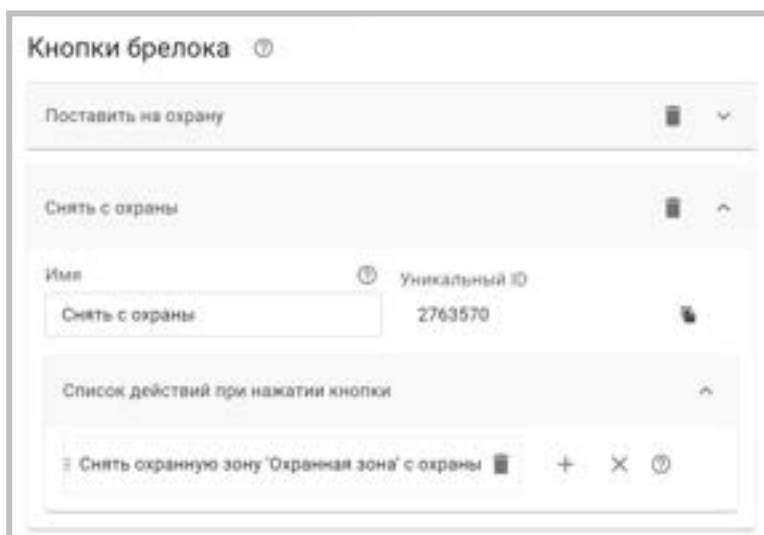 Кнопки брелока
Поставить на охрану
Снять с охраны
Имя
Уникальный ID
Снять с охраны
2763570
Список действий при нажатии кнопки
Снять охранную зону 'Охранная зона' с охраны